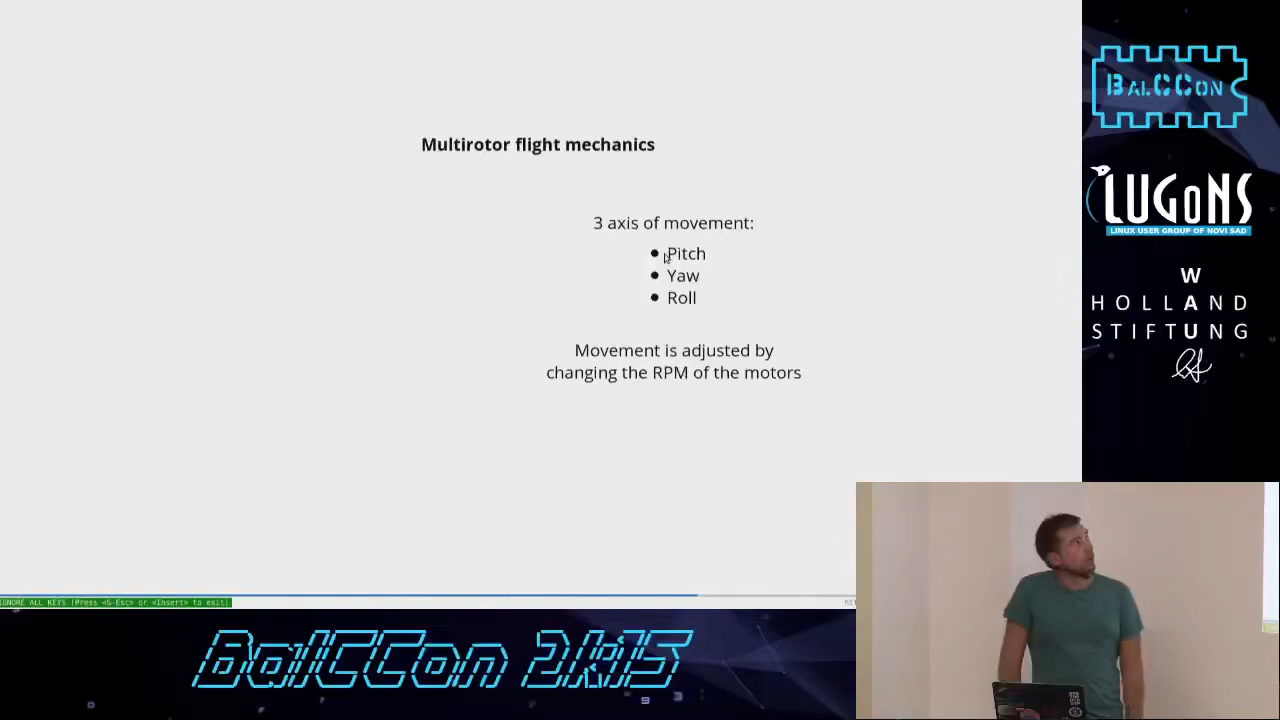 Multirotor flight mechanics
3 axis of movement:
Pitch
Yaw
Roll
Movement is adjusted by
changing the RPM of the motors
IGNORE ALL KEYS (Press <S-Esc> or <Insert> to exit)
BalCCon
LUGoNS
LINUX USER GROUP OF NOVI SAD
W
HOLLAND
A
STIFTUNG
BalCCon 2k15